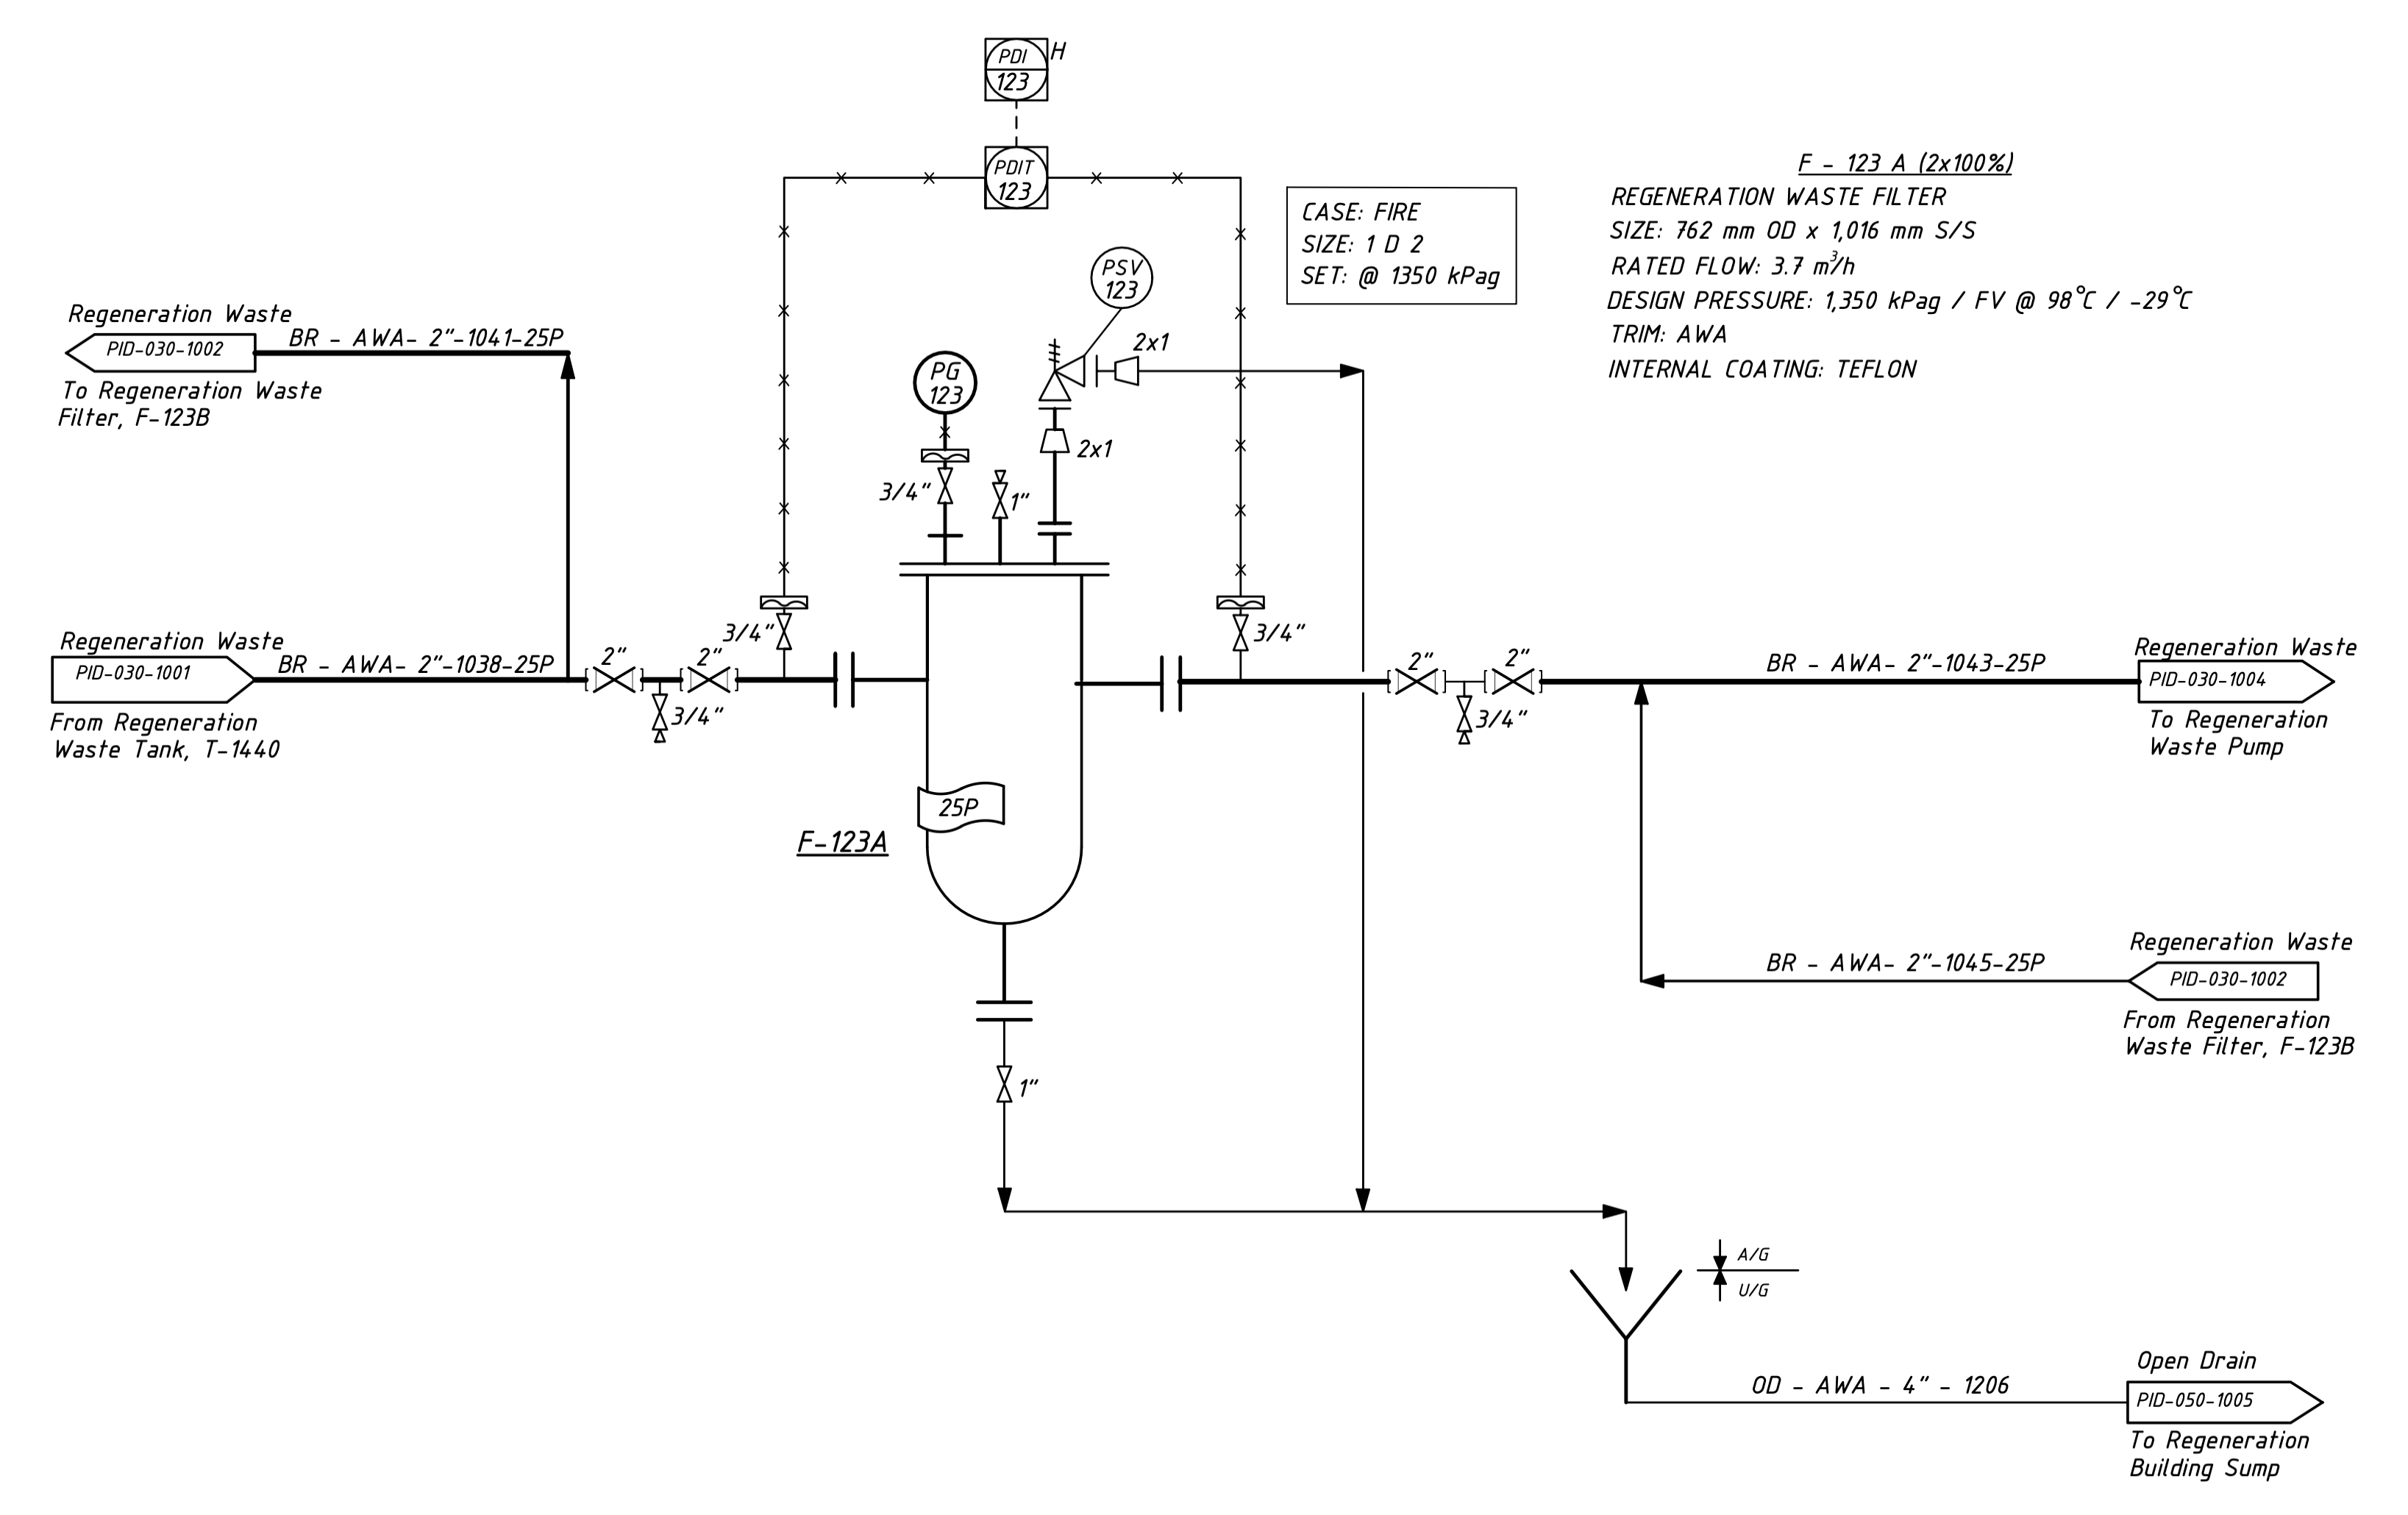 PDI
123
H
PDIT
123
F - 123 A (2x100%)
REGENERATION WASTE FILTER
SIZE: 762 mm OD x 1,016 mm S/S
RATED FLOW: 3.7 m³/h
DESIGN PRESSURE: 1,350 kPag / FV @ 98°C / -29°C
TRIM: AWA
INTERNAL COATING: TEFLON
CASE: FIRE
SIZE: 1 D 2
SET: @ 1350 kPag
PSV
123
2x1
PG
123
2x1
3/4"
1"
Regeneration Waste
PID-030-1002
BR - AWA- 2"-1041-25P
To Regeneration Waste
Filter, F-123B
Regeneration Waste
PID-030-1001
BR - AWA- 2"-1038-25P
From Regeneration
Waste Tank, T-1440
2"
2"
3/4"
3/4"
3/4"
2"
2"
3/4"
BR - AWA- 2"-1043-25P
Regeneration Waste
PID-030-1004
To Regeneration
Waste Pump
25P
F-123A
BR - AWA- 2"-1045-25P
Regeneration Waste
PID-030-1002
From Regeneration
Waste Filter, F-123B
1"
A/G
U/G
OD - AWA - 4" - 1206
Open Drain
PID-050-1005
To Regeneration
Building Sump